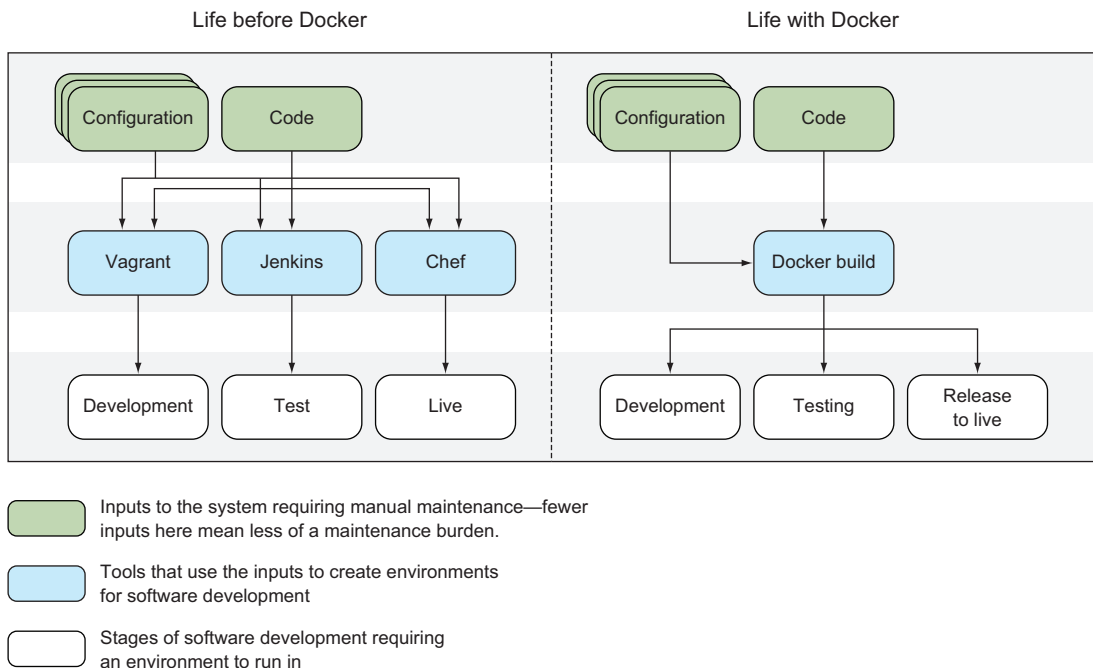 Life before Docker
Life with Docker
Configuration
Code
Configuration
Code
Vagrant
Jenkins
Chef
Docker build
Development
Test
Live
Development
Testing
Release
to live
Inputs to the system requiring manual maintenance—fewer
inputs here mean less of a maintenance burden.
Tools that use the inputs to create environments
for software development
Stages of software development requiring
an environment to run in